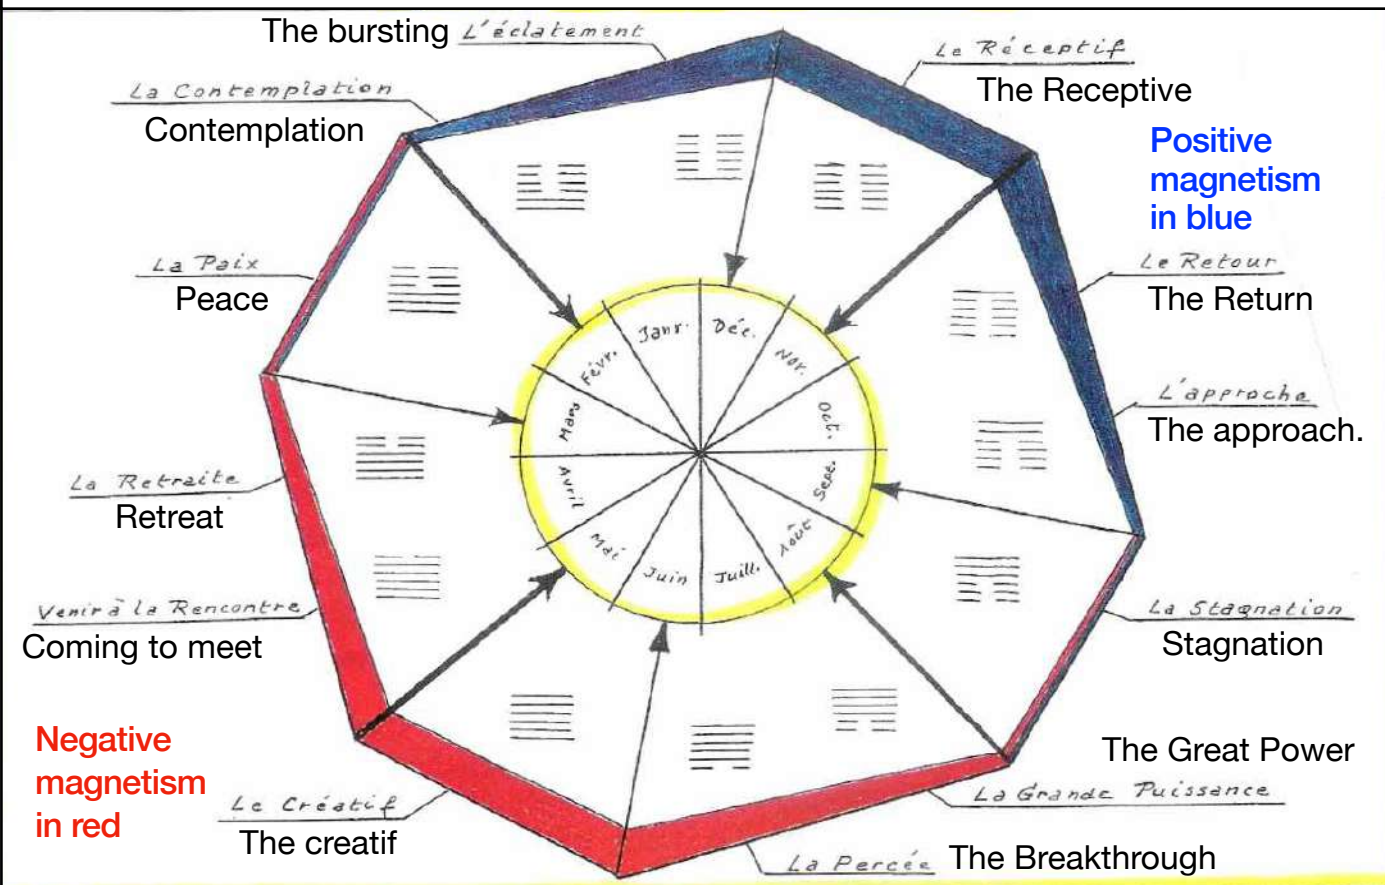 The bursting L'éclatement
Le Réceptif
The Receptive
La Contemplation
Contemplation
Positive
magnetism
in blue
La Paix
Peace
Le Retour
The Return
L'approche
The approach.
La Retraite
Retreat
Venir à la Rencontre
Coming to meet
La Stagnation
Stagnation
Negative
magnetism
in red
The Great Power
La Grande Puissance
Le Créatif
The creatif
La Percée The Breakthrough
Janr.
Déc.
Nov.
Oct.
Sept.
Août
Juill.
Juin
Mai
Avril
Mars
Févr.